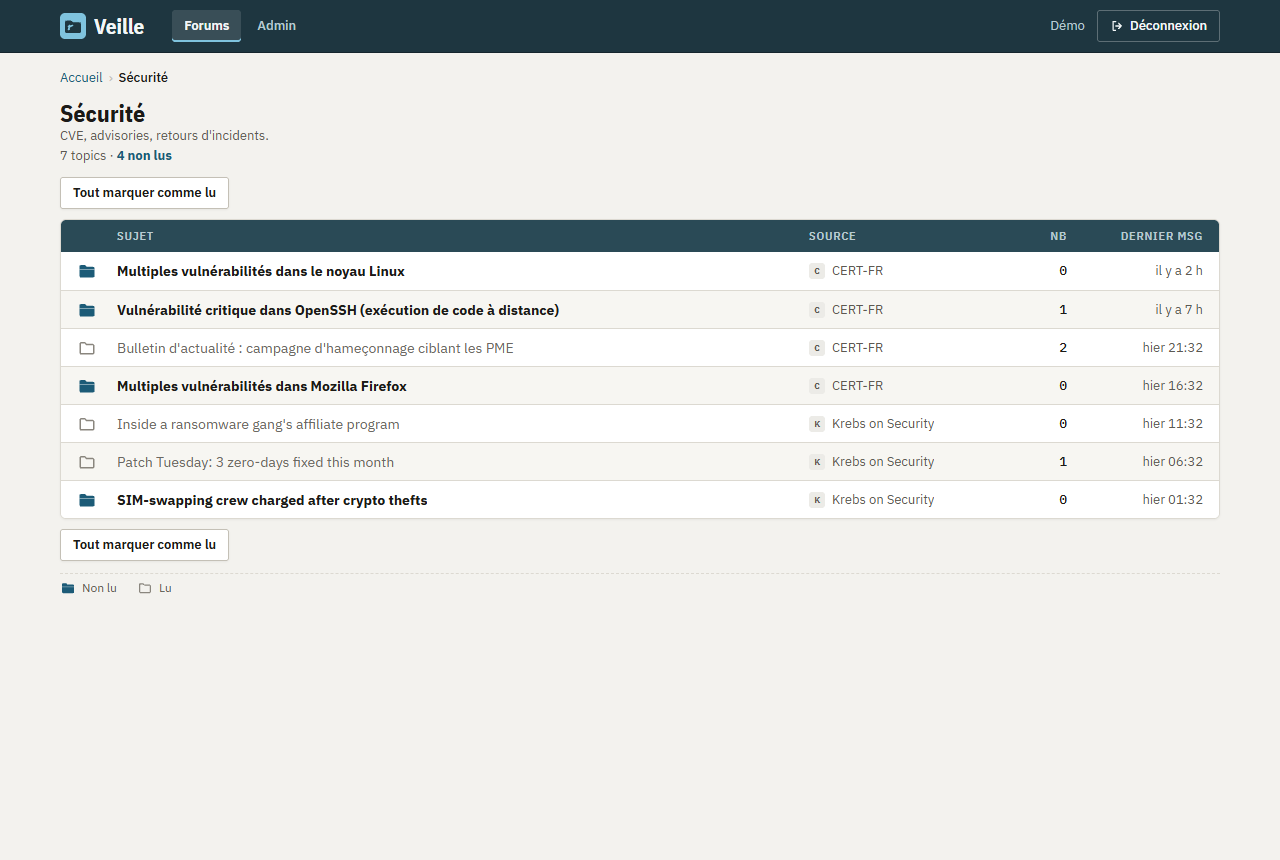 Veille Forums Admin Démo Déconnexion
Accueil › Sécurité
Sécurité
CVE, advisories, retours d'incidents.
7 topics · 4 non lus
Tout marquer comme lu
SUJET SOURCE NB DERNIER MSG
Multiples vulnérabilités dans le noyau Linux C CERT-FR 0 il y a 2 h
Vulnérabilité critique dans OpenSSH (exécution de code à distance) C CERT-FR 1 il y a 7 h
Bulletin d'actualité : campagne d'hameçonnage ciblant les PME C CERT-FR 2 hier 21:32
Multiples vulnérabilités dans Mozilla Firefox C CERT-FR 0 hier 16:32
Inside a ransomware gang's affiliate program K Krebs on Security 0 hier 11:32
Patch Tuesday: 3 zero-days fixed this month K Krebs on Security 1 hier 06:32
SIM-swapping crew charged after crypto thefts K Krebs on Security 0 hier 01:32
Tout marquer comme lu
Non lu Lu